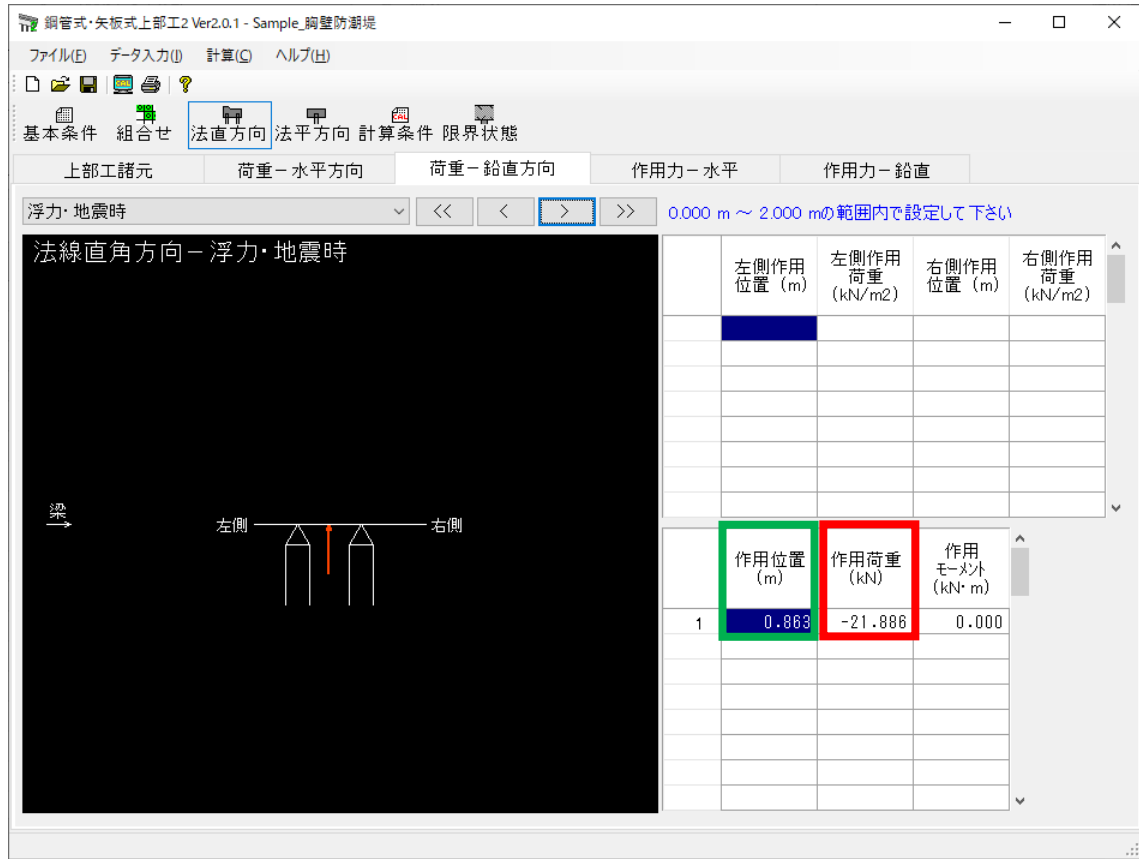 鋼管式・矢板式上部工2 Ver2.0.1 - Sample_胸壁防潮堤
ファイル(F) データ入力(I) 計算(C) ヘルプ(H)
基本条件 組合せ 法直方向 法平方向 計算条件 限界状態
上部工諸元 荷重－水平方向 荷重－鉛直方向 作用力－水平 作用力－鉛直
浮力・地震時 << < > >> 0.000 m ～ 2.000 mの範囲内で設定して下さい
法線直角方向－浮力・地震時
梁
左側 右側
左側作用位置 (m) 左側作用荷重 (kN/m2) 右側作用位置 (m) 右側作用荷重 (kN/m2)
作用位置 (m) 作用荷重 (kN) 作用モーメント (kN・m)
1 0.863 -21.886 0.000